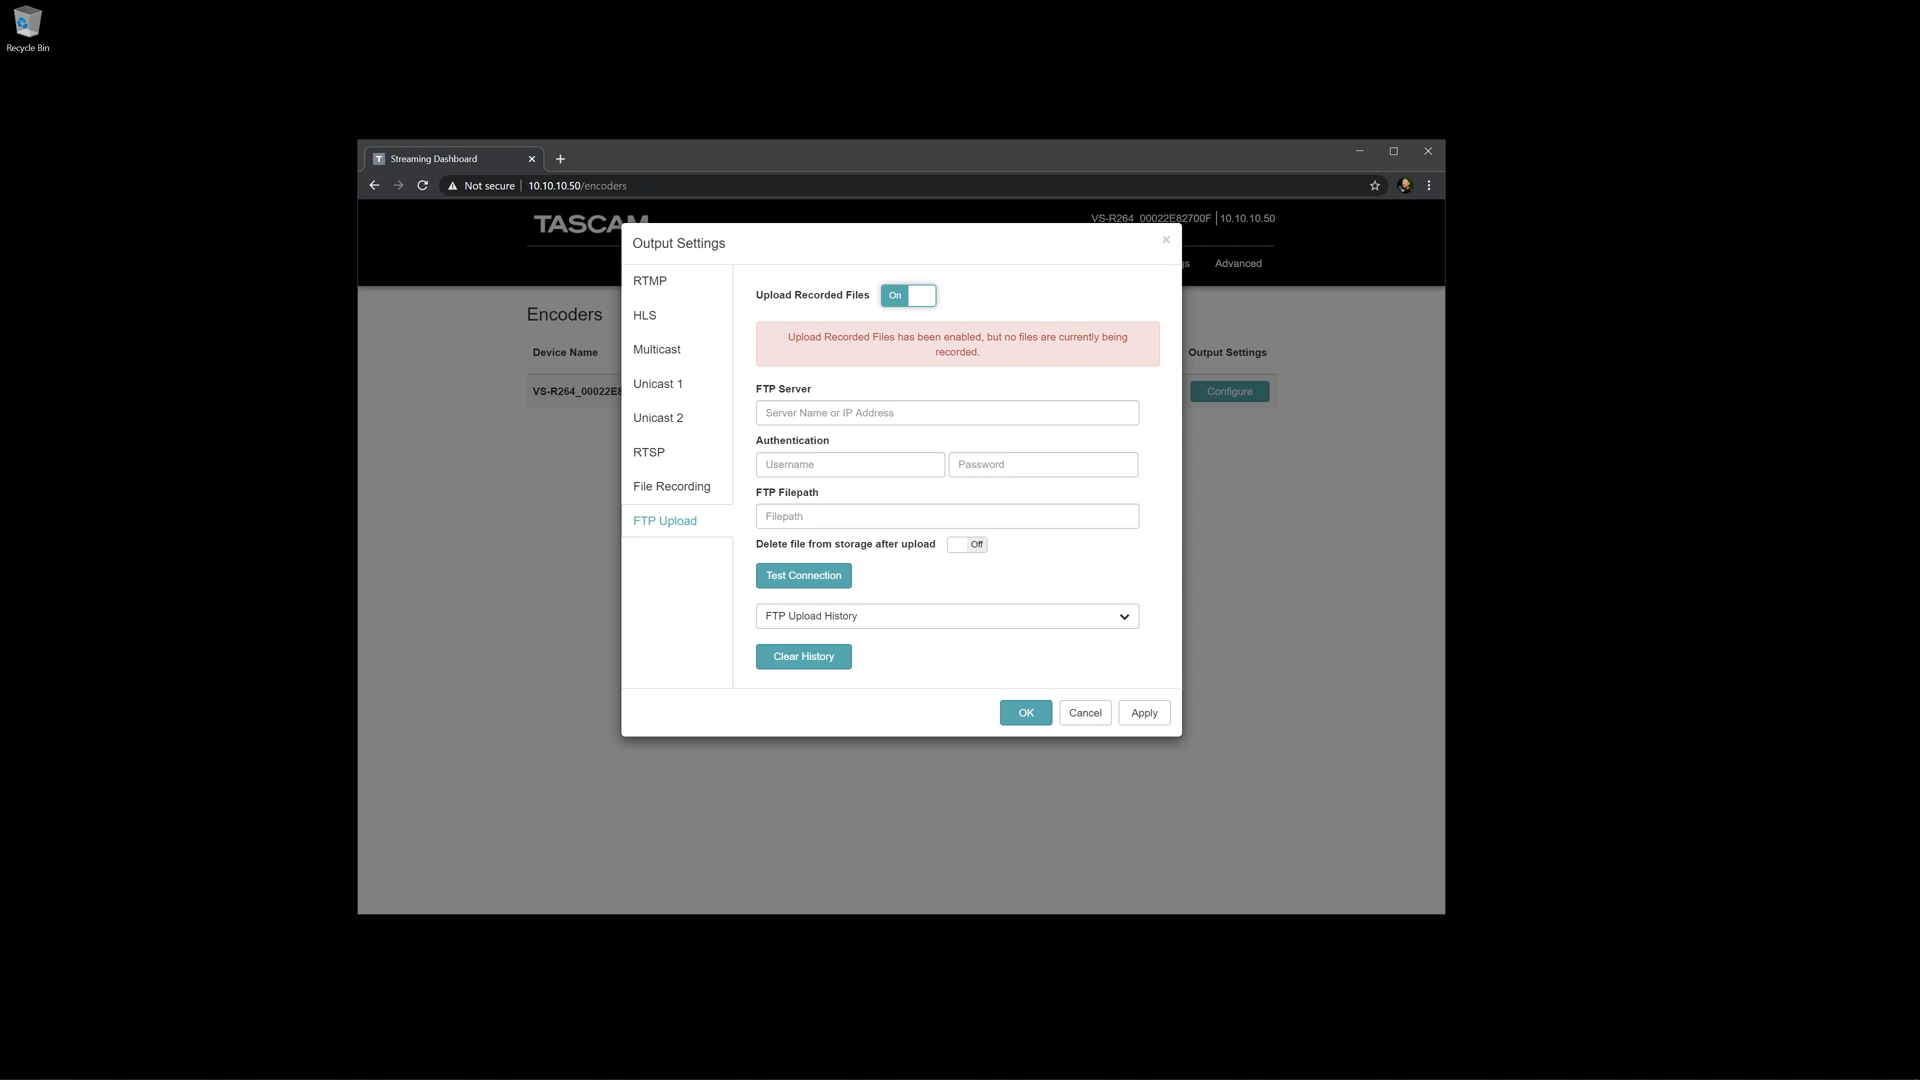 Recycle Bin
Streaming Dashboard
Not secure
10.10.10.50/encoders
TASCAM
VS-R264_00022E82700F | 10.10.10.50
gs
Advanced
Encoders
Device Name
Output Settings
VS-R264_00022E8
Configure
Output Settings
×
RTMP
HLS
Multicast
Unicast 1
Unicast 2
RTSP
File Recording
FTP Upload
Upload Recorded Files
On
Upload Recorded Files has been enabled, but no files are currently being
recorded.
FTP Server
Server Name or IP Address
Authentication
Username
Password
FTP Filepath
Filepath
Delete file from storage after upload
Off
Test Connection
FTP Upload History
Clear History
OK
Cancel
Apply